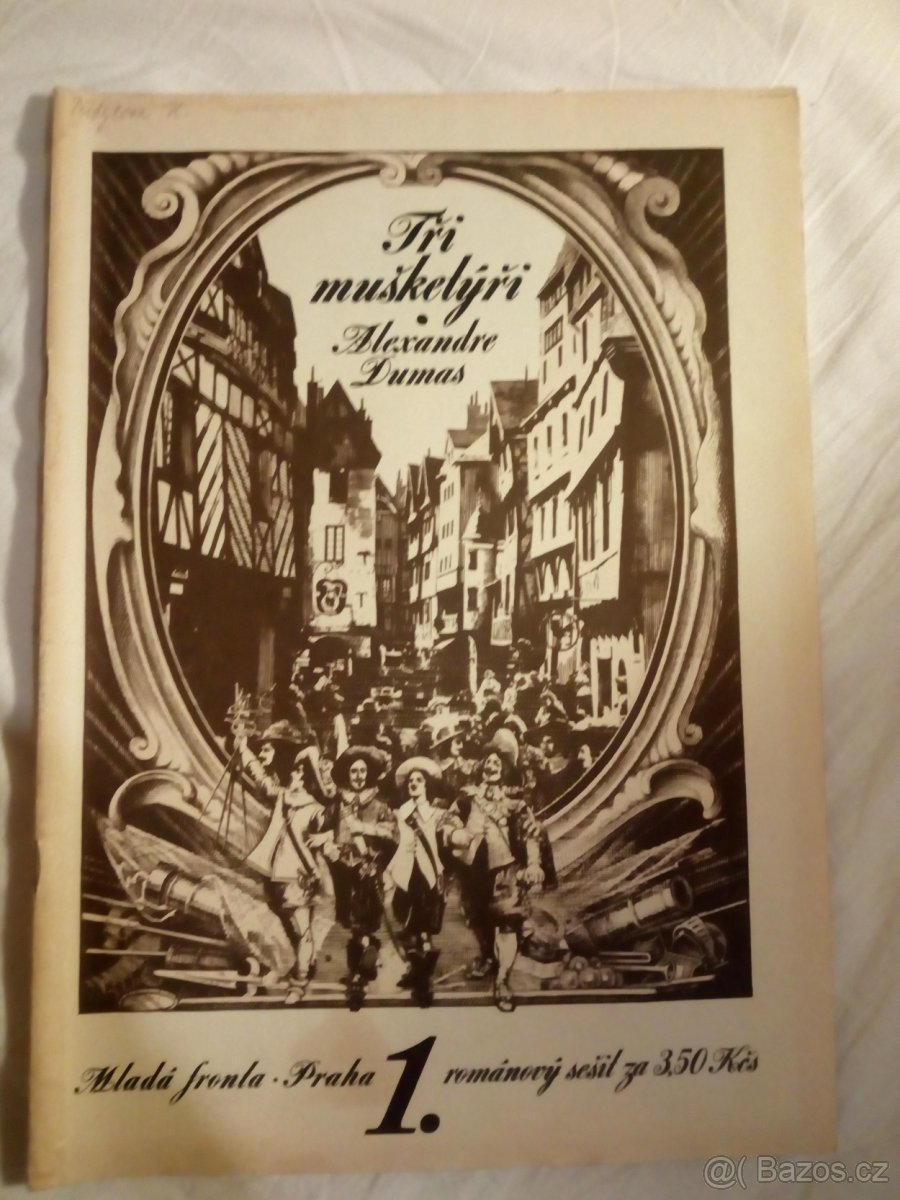 Tři
mušketýři
•
Alexandre
Dumas
Mladá fronta • Praha 1. románový sešit za 3,50 Kčs
@( Bazos.cz